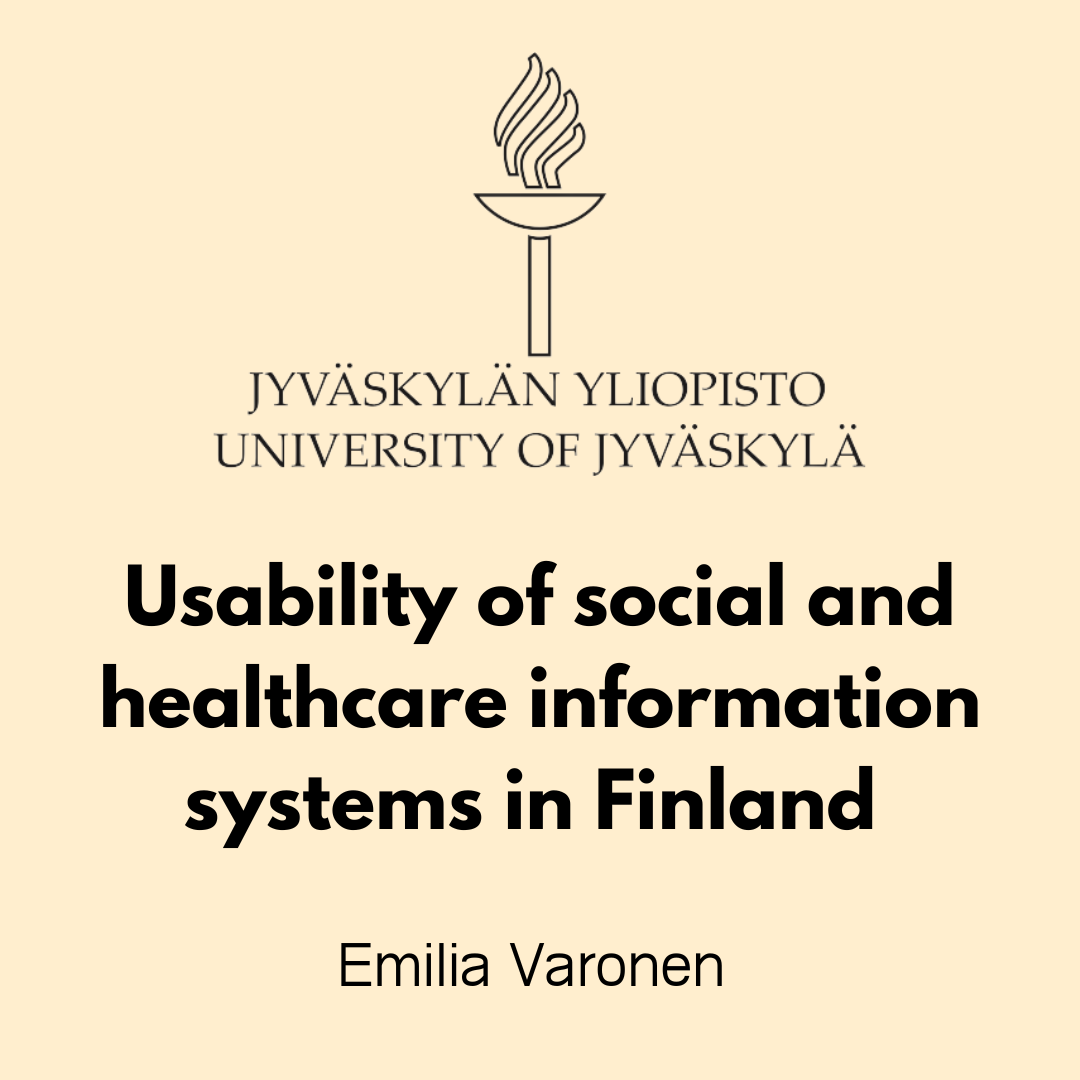 JYVÄSKYLÄN YLIOPISTO
UNIVERSITY OF JYVÄSKYLÄ
Usability of social and
healthcare information
systems in Finland
Emilia Varonen